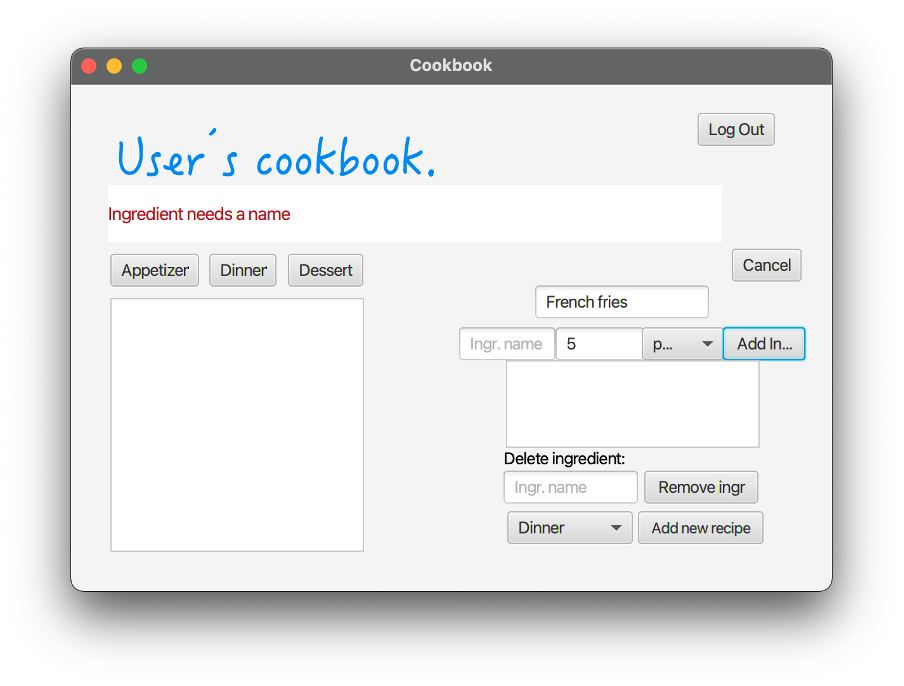 Cookbook
Log Out
User's cookbook.
Ingredient needs a name
Appetizer Dinner Dessert
Cancel
French fries
Ingr. name 5 p... Add In...
Delete ingredient:
Ingr. name Remove ingr
Dinner Add new recipe